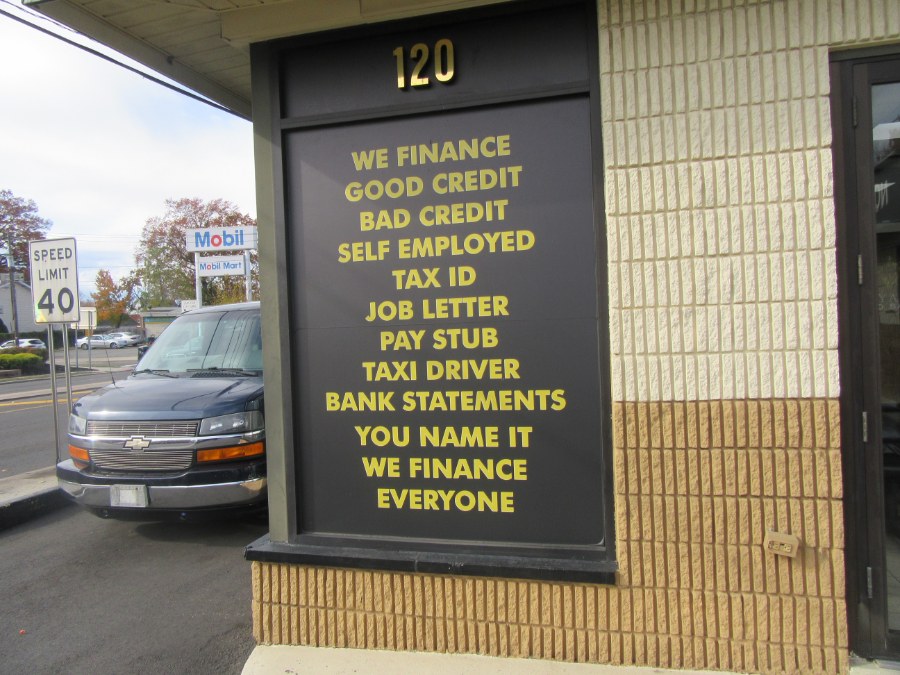 120
WE FINANCE
GOOD CREDIT
BAD CREDIT
SELF EMPLOYED
TAX ID
JOB LETTER
PAY STUB
TAXI DRIVER
BANK STATEMENTS
YOU NAME IT
WE FINANCE
EVERYONE
SPEED
LIMIT
40
Mobil
Mobil Mart